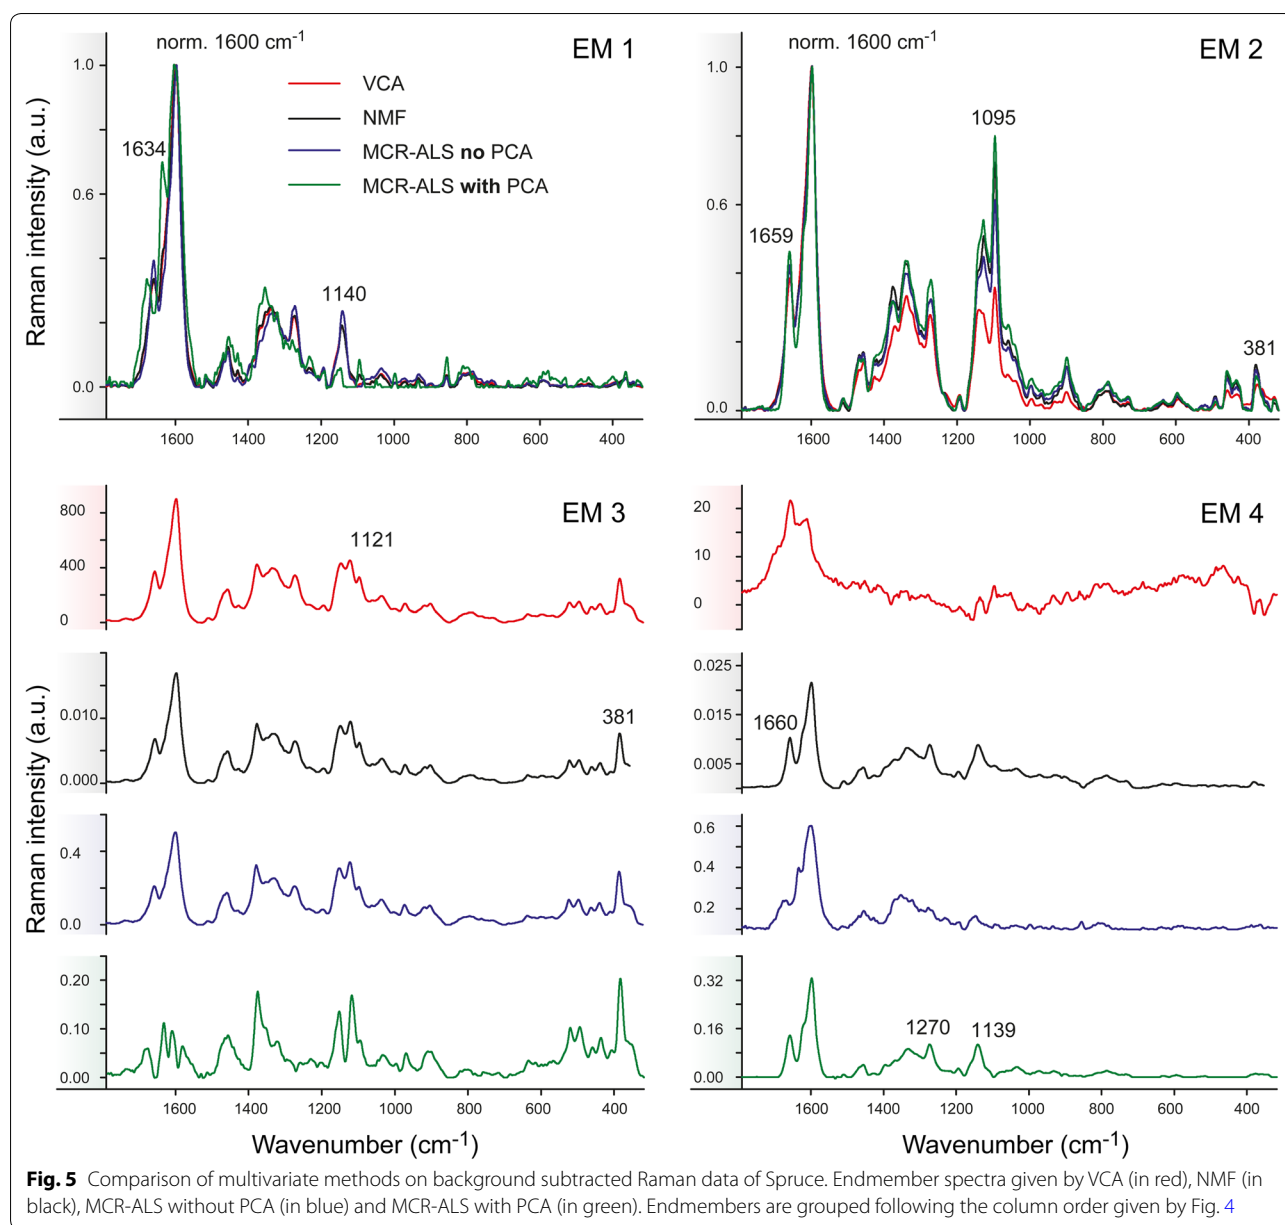 norm. 1600 cm-1
EM 1
1.0
0.6
0.0
1634
1140
VCA
NMF
MCR-ALS no PCA
MCR-ALS with PCA
Raman intensity (a.u.)
1600 1400 1200 1000 800 600 400
norm. 1600 cm-1
EM 2
1.0
0.6
0.0
1659
1095
381
1600 1400 1200 1000 800 600 400
EM 3
800
400
0
1121
Raman intensity (a.u.)
0.010
0.000
381
0.4
0.0
0.20
0.10
0.00
1600 1400 1200 1000 800 600 400
Wavenumber (cm-1)
EM 4
20
10
0
0.025
0.015
0.005
1660
0.6
0.4
0.2
0.32
0.16
0.00
1270
1139
1600 1400 1200 1000 800 600 400
Wavenumber (cm-1)
Fig. 5 Comparison of multivariate methods on background subtracted Raman data of Spruce. Endmember spectra given by VCA (in red), NMF (in
black), MCR-ALS without PCA (in blue) and MCR-ALS with PCA (in green). Endmembers are grouped following the column order given by Fig. 4